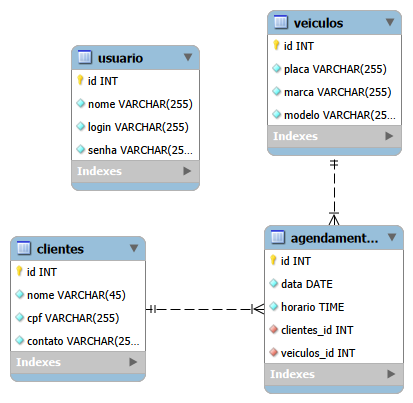 usuario
id INT
nome VARCHAR(255)
login VARCHAR(255)
senha VARCHAR(25...
Indexes
veiculos
id INT
placa VARCHAR(255)
marca VARCHAR(255)
modelo VARCHAR(25...
Indexes
clientes
id INT
nome VARCHAR(45)
cpf VARCHAR(255)
contato VARCHAR(25...
Indexes
agendament...
id INT
data DATE
horario TIME
clientes_id INT
veiculos_id INT
Indexes